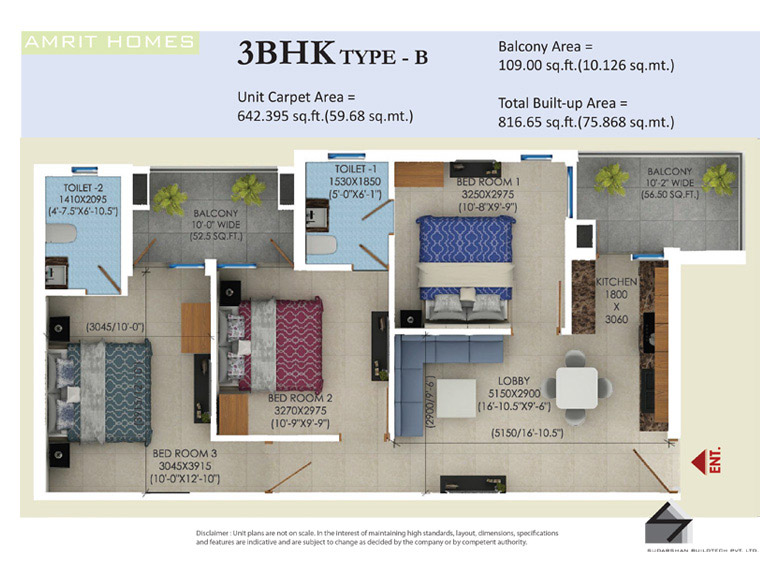 AMRIT HOMES
3BHK TYPE - B
Unit Carpet Area =
642.395 sq.ft.(59.68 sq.mt.)
Balcony Area =
109.00 sq.ft.(10.126 sq.mt.)
Total Built-up Area =
816.65 sq.ft.(75.868 sq.mt.)
TOILET -2
1410X2095
(4'-7.5"X6'-10.5")
BALCONY
10'-0" WIDE
(52.5 SQ.FT.)
TOILET -1
1530X1850
(5'-0"X6'-1")
BED ROOM 1
3250X2975
(10'-8"X9'-9")
BALCONY
10'-2" WIDE
(56.50 SQ.FT.)
KITCHEN
1800
X
3060
(3045/10'-0")
BED ROOM 2
3270X2975
(10'-9"X9'-9")
LOBBY
5150X2900
(16'-10.5"X9'-6")
(2900/9'-6")
(5150/16'-10.5")
BED ROOM 3
3045X3915
(10'-0"X12'-10")
ENT.
Disclaimer : Unit plans are not on scale. In the interest of maintaining high standards, layout, dimensions, specifications
and features are indicative and are subject to change as decided by the company or by competent authority.
SUDARSHAN BUILDTECH PVT. LTD.